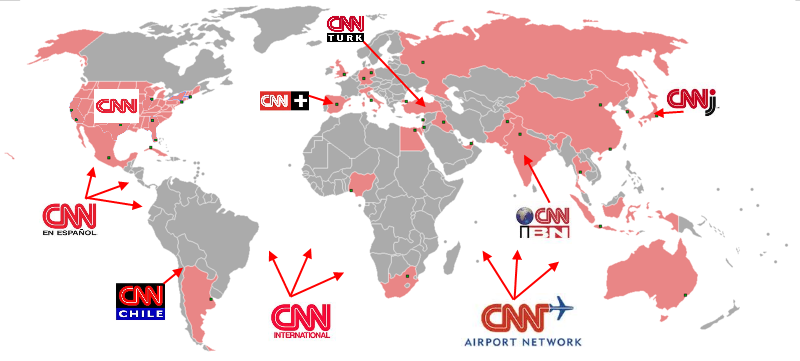 CNN
TURK
CNN
CNN +
CNNj
CNN
EN ESPAÑOL
CNN
IBN
CNN
CHILE
CNN
INTERNATIONAL
CNN
AIRPORT NETWORK